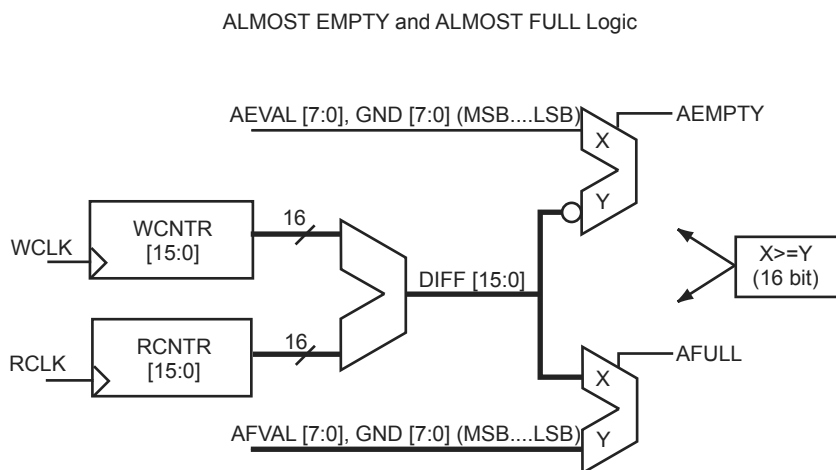 ALMOST EMPTY and ALMOST FULL Logic
AEVAL [7:0], GND [7:0] (MSB....LSB)
X
Y
AEMPTY
WCLK
WCNTR
[15:0]
16
DIFF [15:0]
X>=Y
(16 bit)
RCLK
RCNTR
[15:0]
16
AFVAL [7:0], GND [7:0] (MSB....LSB)
X
Y
AFULL